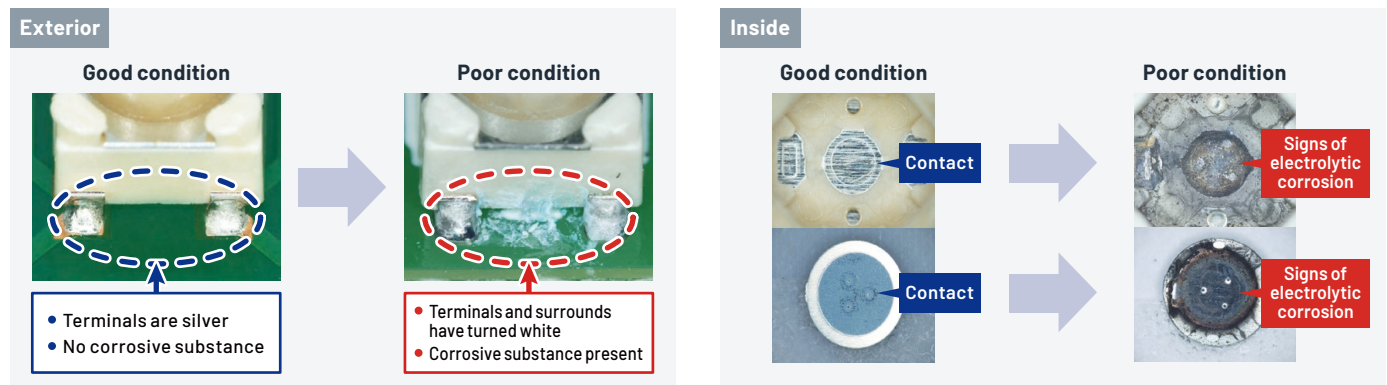 Exterior
Good condition
Poor condition
• Terminals are silver
• No corrosive substance
• Terminals and surrounds
have turned white
• Corrosive substance present
Inside
Good condition
Poor condition
Contact
Signs of
electrolytic
corrosion
Contact
Signs of
electrolytic
corrosion